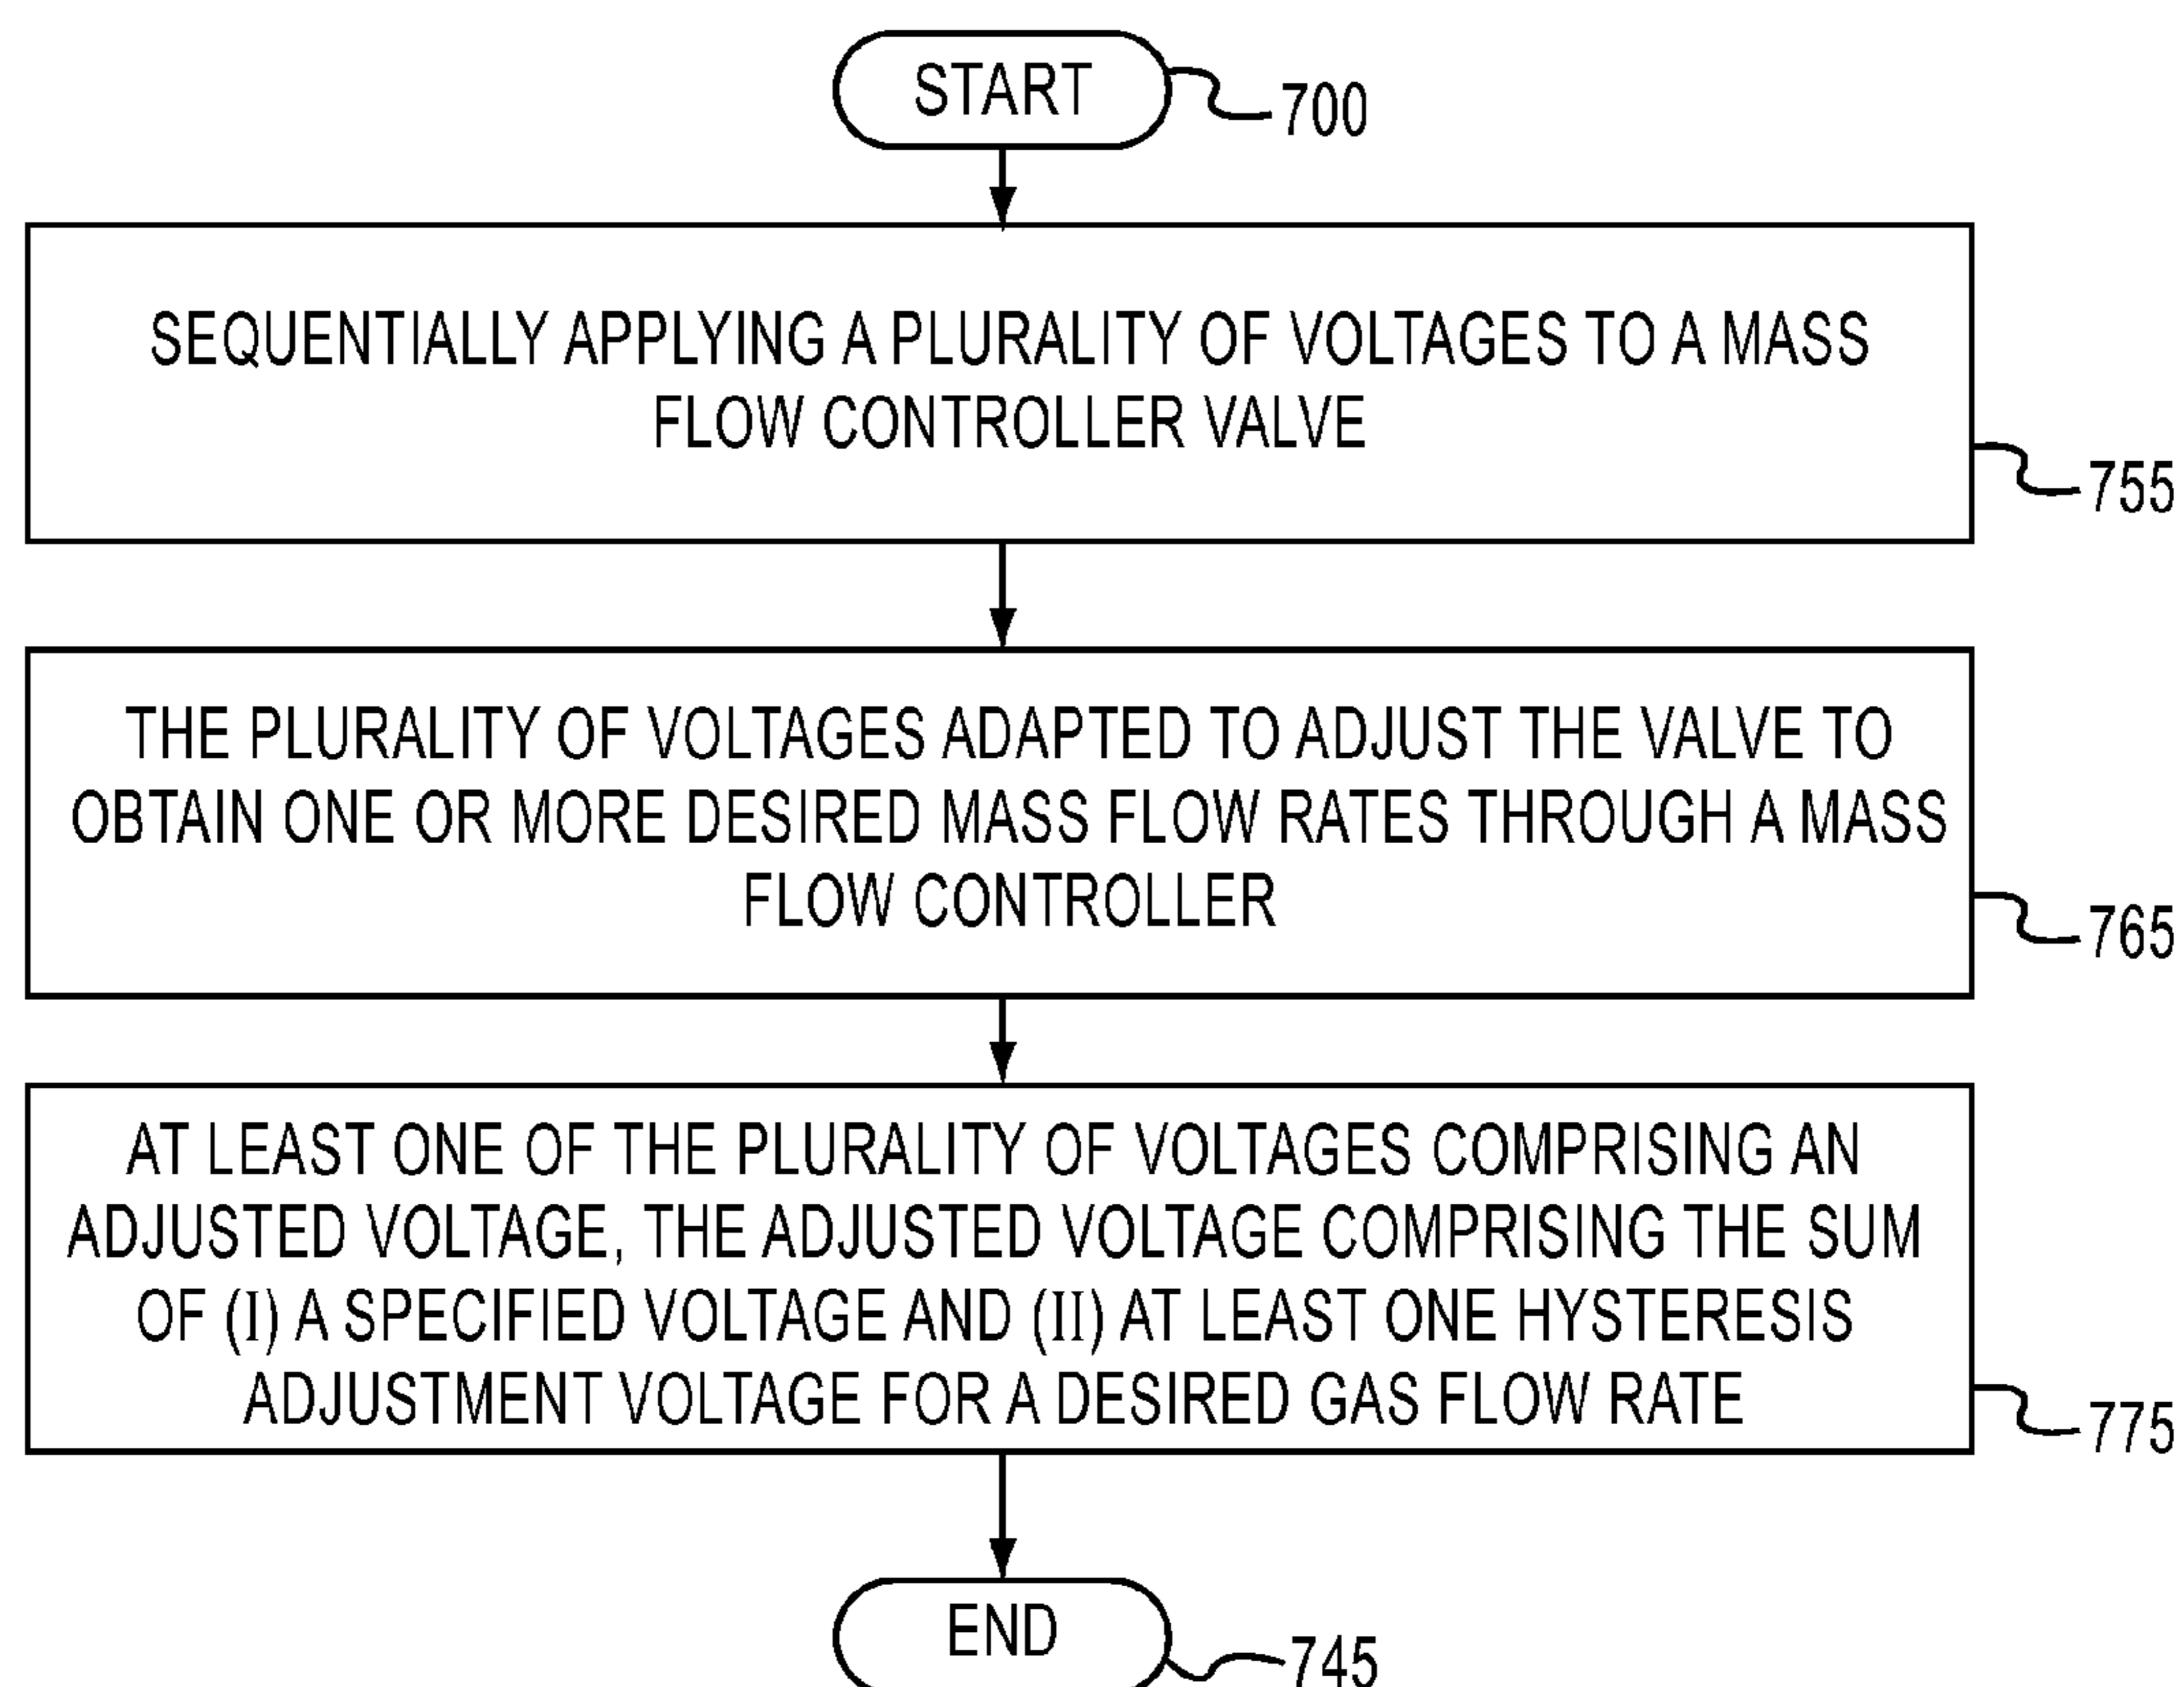 START
700
SEQUENTIALLY APPLYING A PLURALITY OF VOLTAGES TO A MASS
FLOW CONTROLLER VALVE
755
THE PLURALITY OF VOLTAGES ADAPTED TO ADJUST THE VALVE TO
OBTAIN ONE OR MORE DESIRED MASS FLOW RATES THROUGH A MASS
FLOW CONTROLLER
765
AT LEAST ONE OF THE PLURALITY OF VOLTAGES COMPRISING AN
ADJUSTED VOLTAGE, THE ADJUSTED VOLTAGE COMPRISING THE SUM
OF (I) A SPECIFIED VOLTAGE AND (II) AT LEAST ONE HYSTERESIS
ADJUSTMENT VOLTAGE FOR A DESIRED GAS FLOW RATE
775
END
745